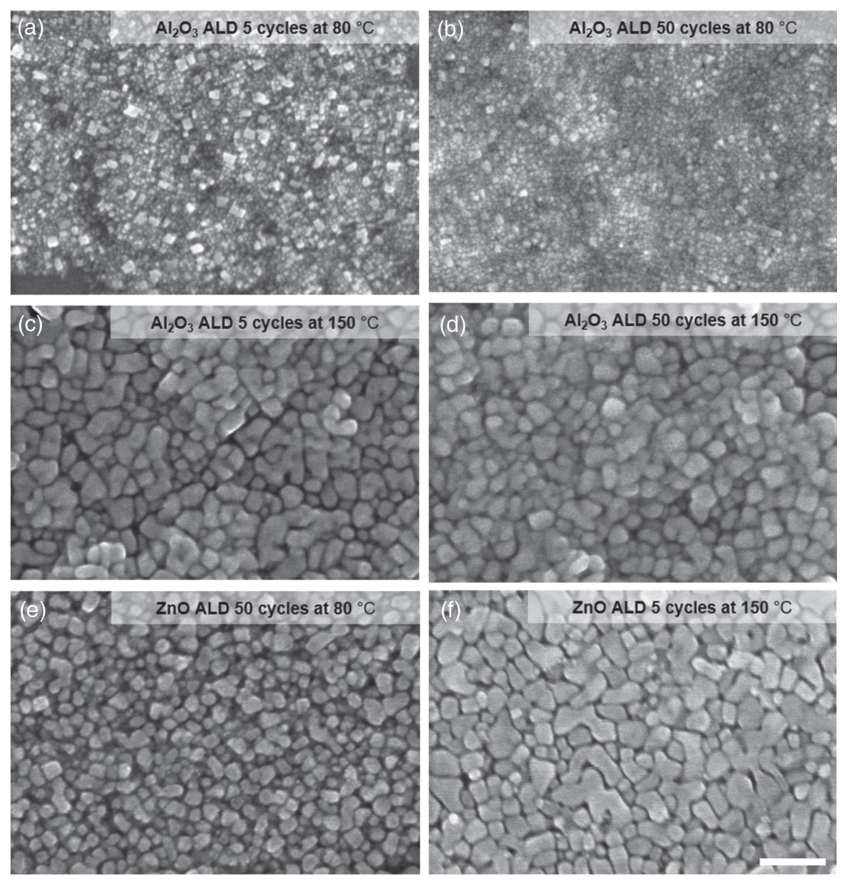 (a) Al₂O₃ ALD 5 cycles at 80 °C
(b) Al₂O₃ ALD 50 cycles at 80 °C
(c) Al₂O₃ ALD 5 cycles at 150 °C
(d) Al₂O₃ ALD 50 cycles at 150 °C
(e) ZnO ALD 50 cycles at 80 °C
(f) ZnO ALD 5 cycles at 150 °C